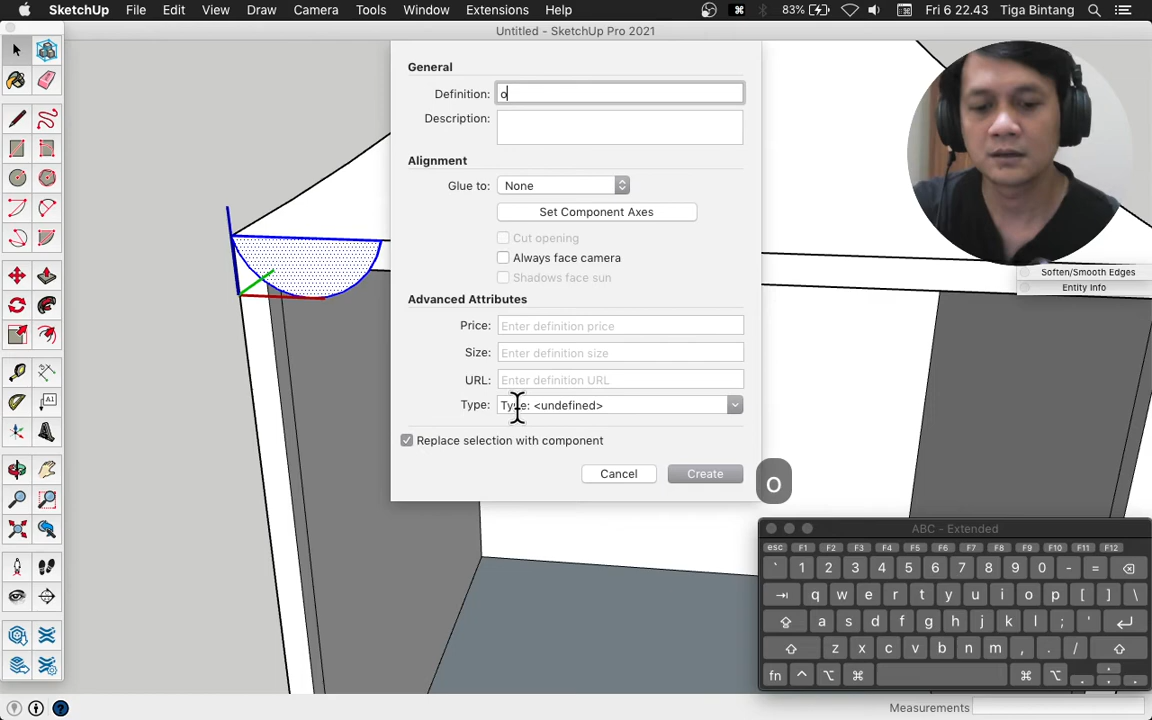 SketchUp File Edit View Draw Camera Tools Window Extensions Help 83% Fri 6 22.43 Tiga Bintang
Untitled - SketchUp Pro 2021
General
Definition: o
Description:
Alignment
Glue to: None
Set Component Axes
Cut opening
Always face camera
Shadows face sun
Advanced Attributes
Price: Enter definition price
Size: Enter definition size
URL: Enter definition URL
Type: Type: <undefined>
Replace selection with component
Cancel Create
Soften/Smooth Edges
Entity Info
o
ABC - Extended
esc F1 F2 F3 F4 F5 F6 F7 F8 F9 F10 F11 F12
` 1 2 3 4 5 6 7 8 9 0 - =
q w e r t y u i o p [ ] \
a s d f g h j k l ; '
z x c v b n m , . /
fn
Measurements